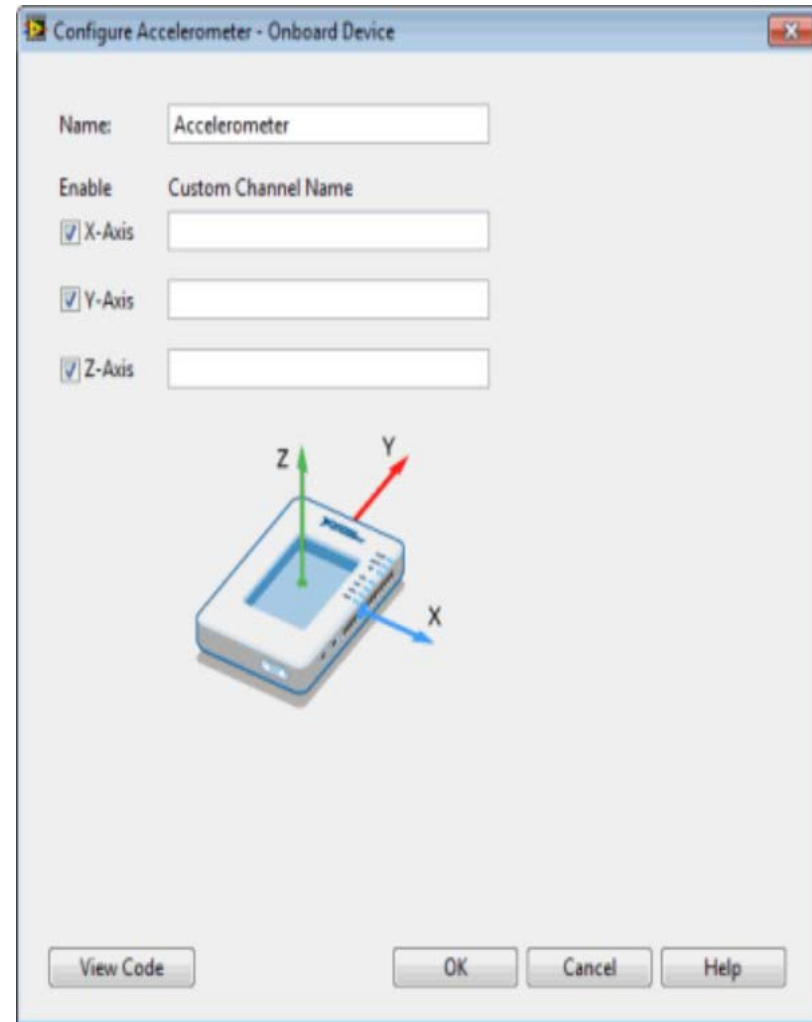 Configure Accelerometer - Onboard Device
Name: Accelerometer
Enable Custom Channel Name
X-Axis
Y-Axis
Z-Axis
Z
Y
X
View Code OK Cancel Help